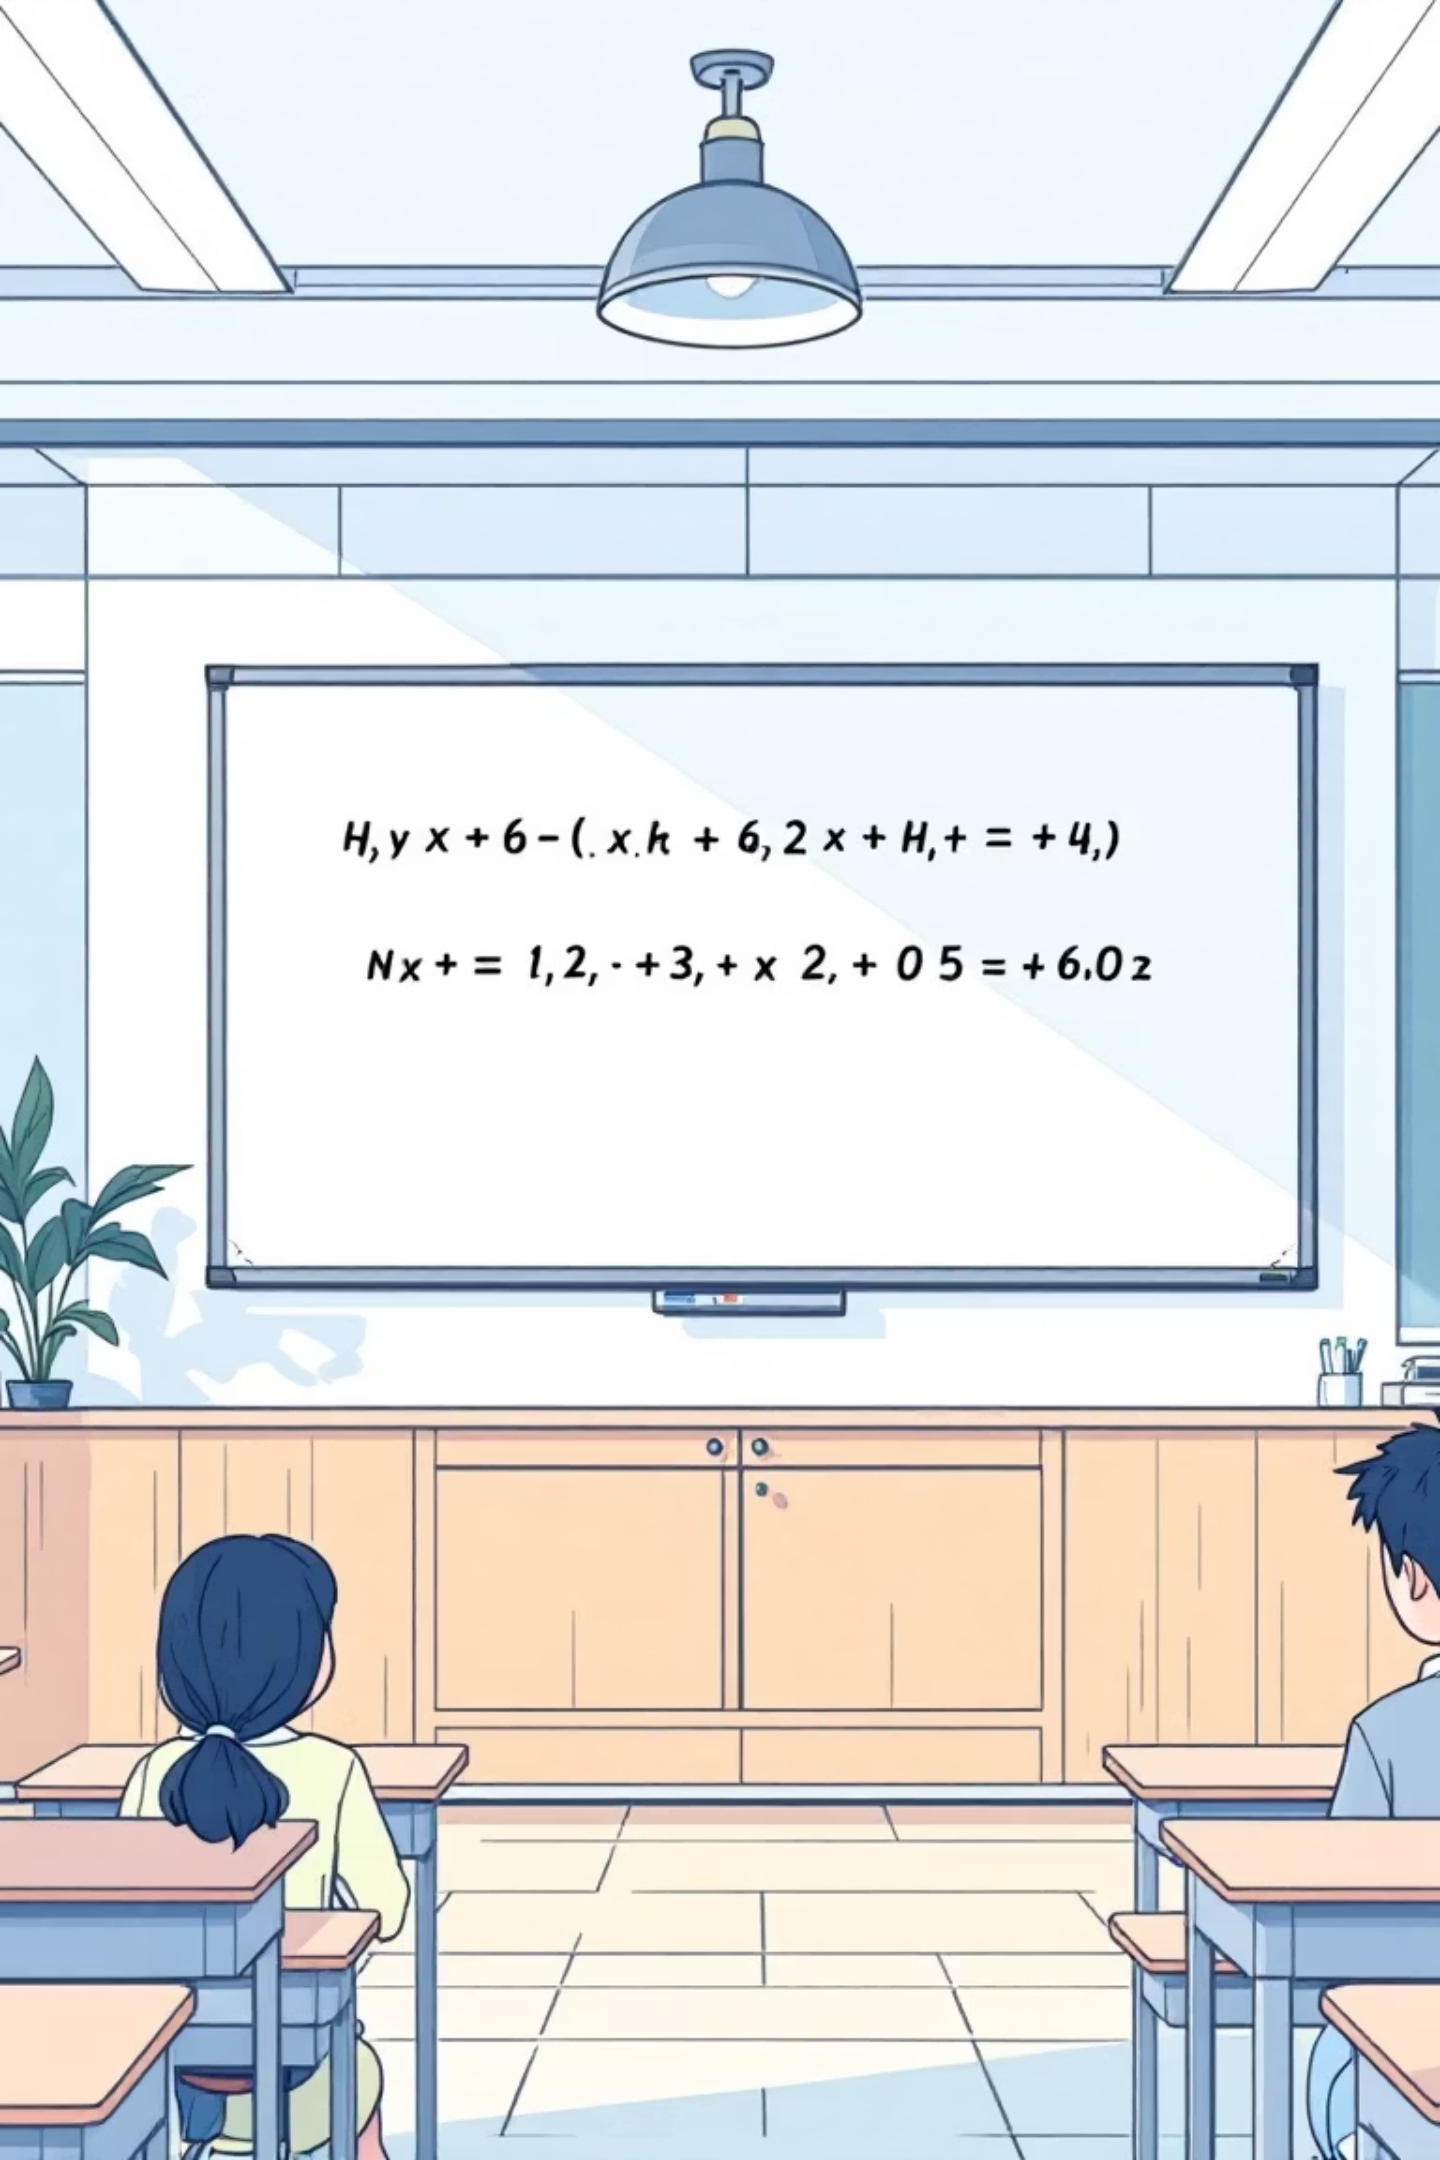 H,y x + 6 - (. x.h + 6, 2 x + H,+ = + 4,)
Nx + = 1,2, · + 3, + x 2, + 0 5 = + 6.0 z